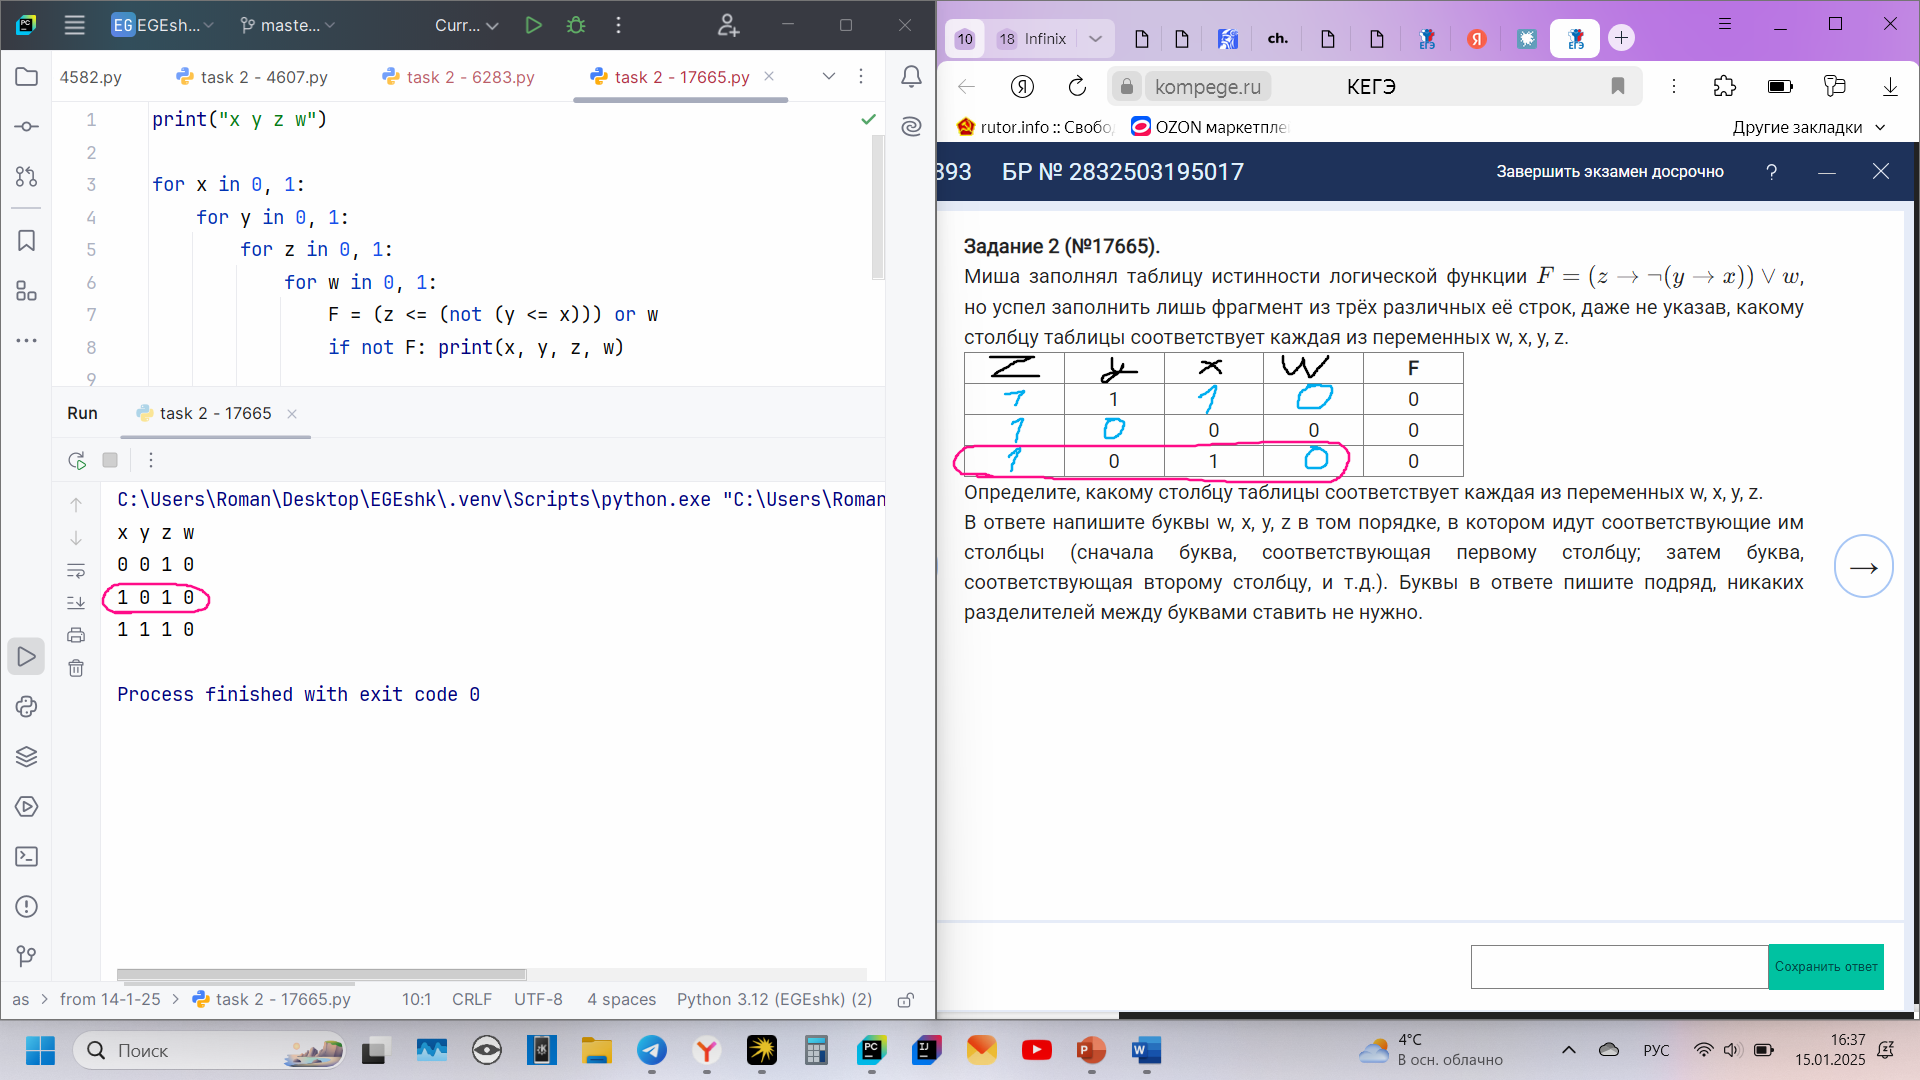 EG EGEsh... maste... Curr...
4582.py task 2 - 4607.py task 2 - 6283.py task 2 - 17665.py
1 print("x y z w")
2
3 for x in 0, 1:
4 for y in 0, 1:
5 for z in 0, 1:
6 for w in 0, 1:
7 F = (z <= (not (y <= x))) or w
8 if not F: print(x, y, z, w)
9
Run task 2 - 17665
C:\Users\Roman\Desktop\EGEshk\.venv\Scripts\python.exe "C:\Users\Roman
x y z w
0 0 1 0
1 0 1 0
1 1 1 0
Process finished with exit code 0
as > from 14-1-25 > task 2 - 17665.py 10:1 CRLF UTF-8 4 spaces Python 3.12 (EGEshk) (2)
10 18 Infinix ch. ЕГЭ Я ЕГЭ
Я kompege.ru КЕГЭ
rutor.info :: Свобо OZON маркетпле Другие закладки
393 БР № 2832503195017 Завершить экзамен досрочно ?
Задание 2 (№17665).
Миша заполнял таблицу истинности логической функции F = (z → ¬(y → x)) ∨ w,
но успел заполнить лишь фрагмент из трёх различных её строк, даже не указав, какому
столбцу таблицы соответствует каждая из переменных w, x, y, z.
z y x w F
1 1 1 0 0
1 0 0 0 0
1 0 1 0 0
Определите, какому столбцу таблицы соответствует каждая из переменных w, x, y, z.
В ответе напишите буквы w, x, y, z в том порядке, в котором идут соответствующие им
столбцы (сначала буква, соответствующая первому столбцу; затем буква,
соответствующая второму столбцу, и т.д.). Буквы в ответе пишите подряд, никаких
разделителей между буквами ставить не нужно.
→
Сохранить ответ
Поиск
PC IJ P W
4°C
В осн. облачно
РУС
16:37
15.01.2025